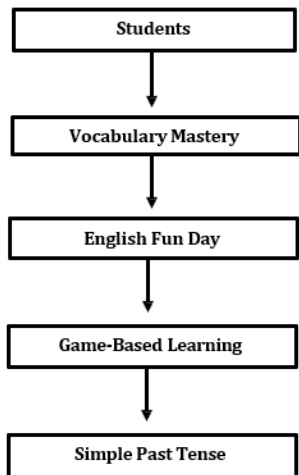 Students
Vocabulary Mastery
English Fun Day
Game-Based Learning
Simple Past Tense